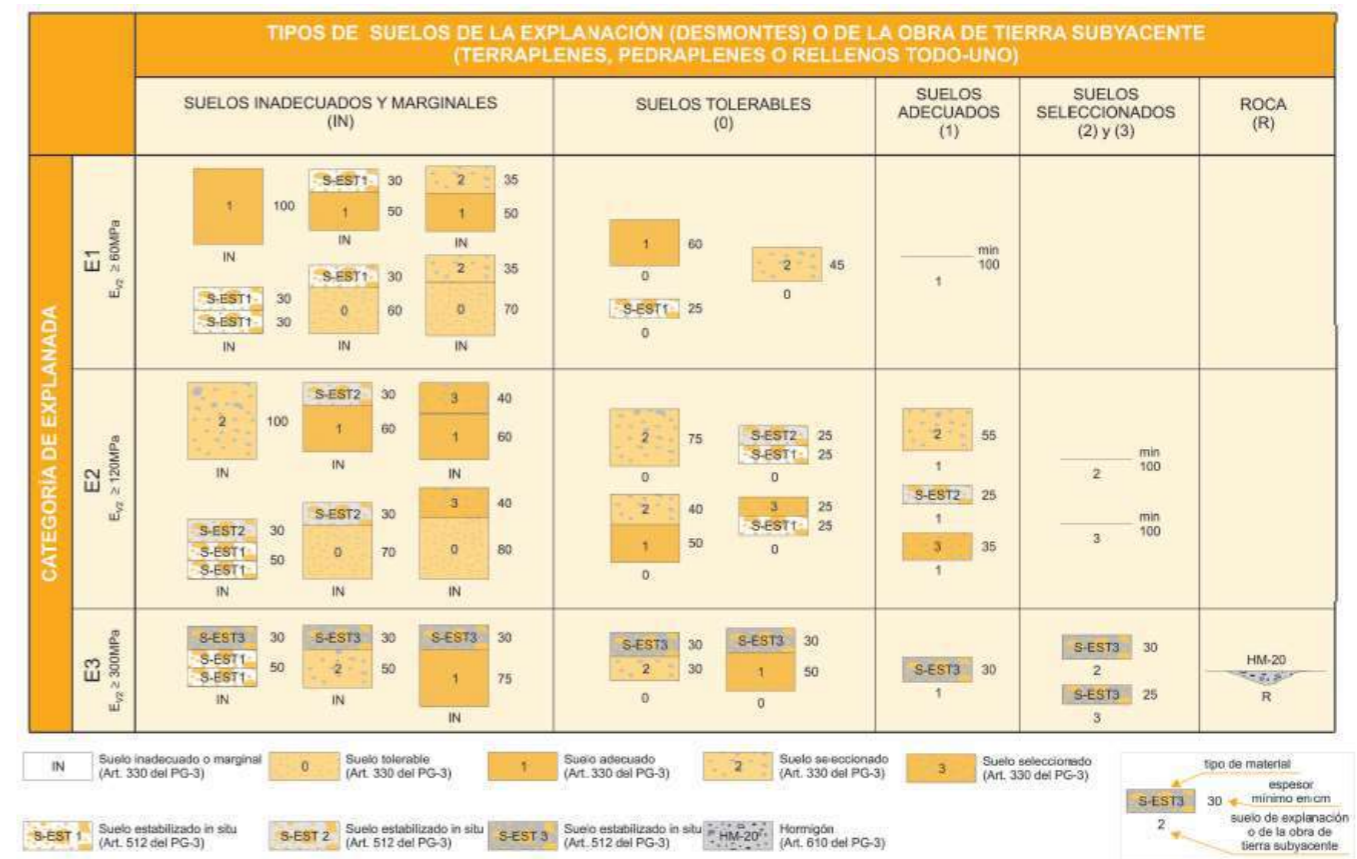 TIPOS DE SUELOS DE LA EXPLANACIÓN (DESMONTES) O DE LA OBRA DE TIERRA SUBYACENTE
(TERRAPLENES, PEDRAPLENES O RELLENOS TODO-UNO)
SUELOS INADECUADOS Y MARGINALES
(IN)
SUELOS TOLERABLES
(0)
SUELOS
ADECUADOS
(1)
SUELOS
SELECCIONADOS
(2) y (3)
ROCA
(R)
CATEGORÍA DE EXPLANADA
E1
Ev2 ≥ 60MPa
1 100
IN
S-EST1 30
1 50
IN
2 35
1 50
IN
S-EST1 30
S-EST1 30
IN
S-EST1 30
0 60
IN
2 35
0 70
IN
1 60
0
2 45
0
S-EST1 25
0
min
100
1
E2
Ev2 ≥ 120MPa
2 100
IN
S-EST2 30
1 60
IN
3 40
1 60
IN
S-EST2 30
S-EST1
S-EST1 50
IN
S-EST2 30
0 70
IN
3 40
0 80
IN
2 75
0
S-EST2 25
S-EST1 25
0
2 40
1 50
0
3 25
S-EST1 25
0
2 55
1
S-EST2 25
1
3 35
1
min
100
2
min
100
3
E3
Ev2 ≥ 300MPa
S-EST3 30
S-EST1
S-EST1 50
IN
S-EST3 30
2 50
IN
S-EST3 30
1 75
IN
S-EST3 30
2 30
0
S-EST3 30
1 50
0
S-EST3 30
1
S-EST3 30
2
S-EST3 25
3
HM-20
R
IN Suelo inadecuado o marginal
(Art. 330 del PG-3)
0 Suelo tolerable
(Art. 330 del PG-3)
1 Suelo adecuado
(Art. 330 del PG-3)
2 Suelo seleccionado
(Art. 330 del PG-3)
3 Suelo seleccionado
(Art. 330 del PG-3)
S-EST 1 Suelo estabilizado in situ
(Art. 512 del PG-3)
S-EST 2 Suelo estabilizado in situ
(Art. 512 del PG-3)
S-EST 3 Suelo estabilizado in situ
(Art. 512 del PG-3)
HM-20 Hormigón
(Art. 610 del PG-3)
tipo de material
S-EST3 30
2
espesor
mínimo en cm
suelo de explanación
o de la obra de
tierra subyacente